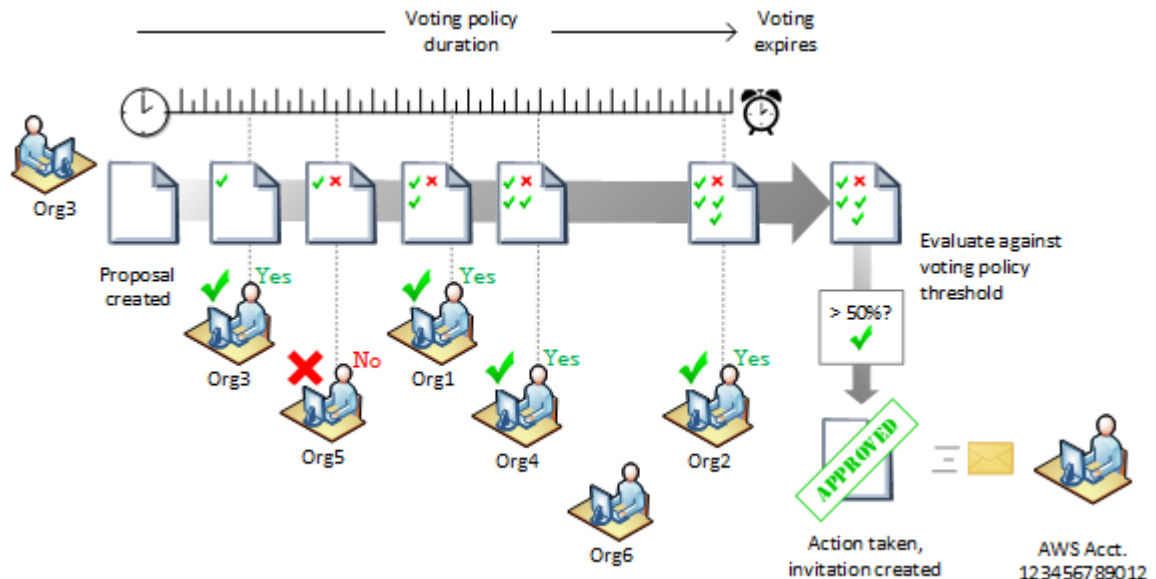 Voting policy
duration
Voting
expires
Org3
Proposal
created
Yes
Org3
No
Org5
Yes
Org1
Yes
Org4
Org6
Yes
Org2
Evaluate against
voting policy
threshold
> 50%?
APPROVED
Action taken,
invitation created
AWS Acct.
123456789012